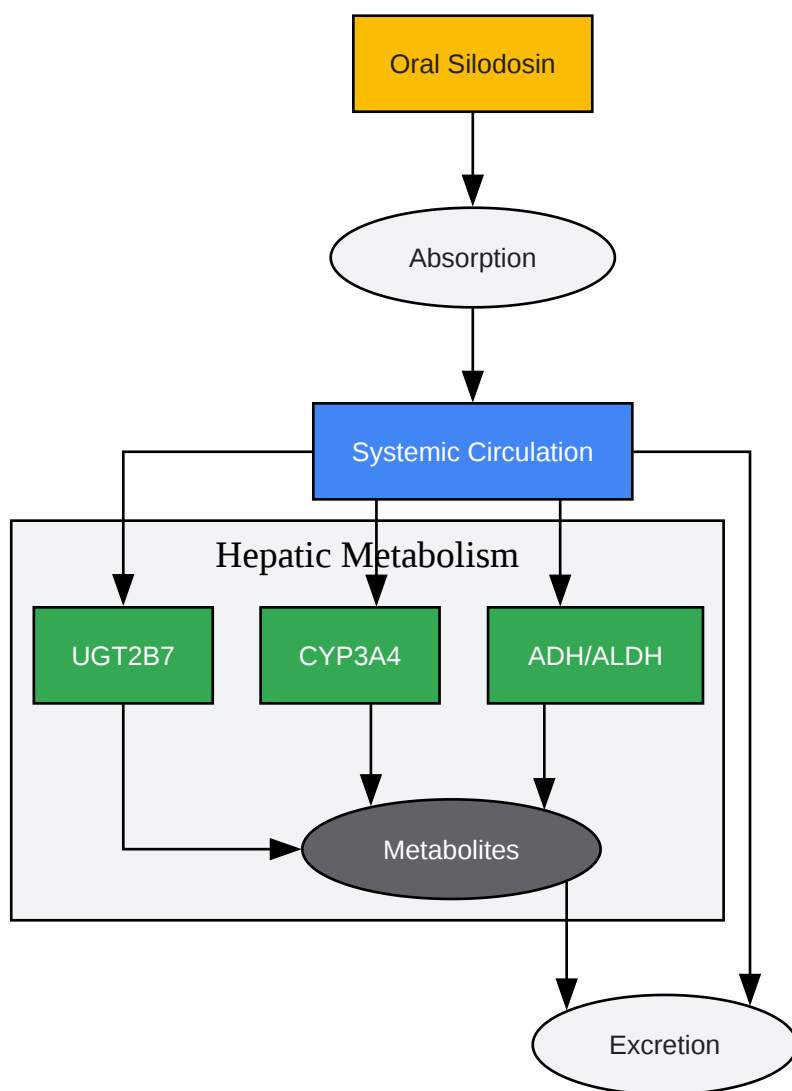 Oral Silodosin
Absorption
Systemic Circulation
Hepatic Metabolism
UGT2B7
CYP3A4
ADH/ALDH
Metabolites
Excretion